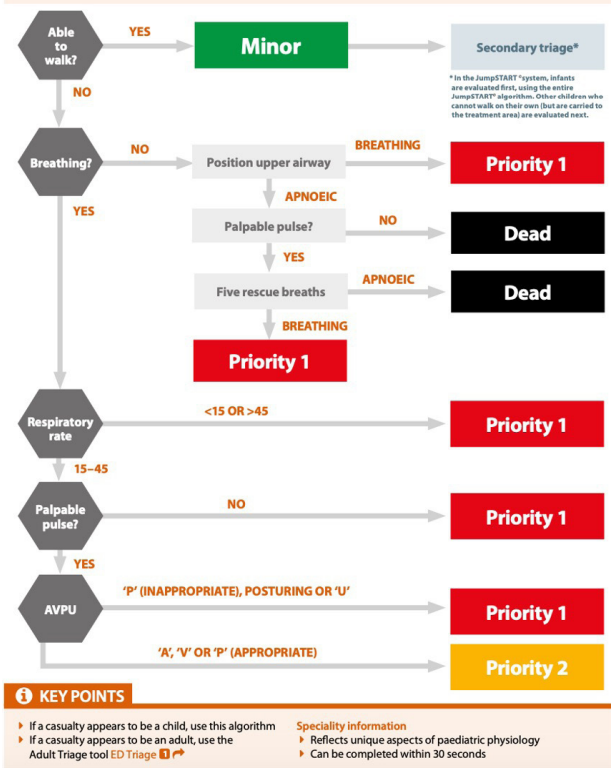 Able
to
walk?
YES
Minor
Secondary triage*
* In the JumpSTART ®system, infants
are evaluated first, using the entire
JumpSTART® algorithm. Other children who
cannot walk on their own (but are carried to
the treatment area) are evaluated next.
NO
Breathing?
NO
Position upper airway
BREATHING
Priority 1
APNOEIC
YES
Palpable pulse?
NO
Dead
YES
Five rescue breaths
APNOEIC
Dead
BREATHING
Priority 1
Respiratory
rate
<15 OR >45
Priority 1
15–45
Palpable
pulse?
NO
Priority 1
YES
AVPU
'P' (INAPPROPRIATE), POSTURING OR 'U'
Priority 1
'A', 'V' OR 'P' (APPROPRIATE)
Priority 2
i KEY POINTS
If a casualty appears to be a child, use this algorithm
If a casualty appears to be an adult, use the
Adult Triage tool ED Triage 1
Speciality information
Reflects unique aspects of paediatric physiology
Can be completed within 30 seconds